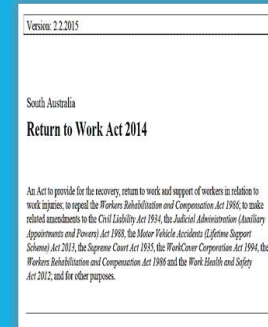 Version: 2.2.2015
South Australia
Return to Work Act 2014
An Act to provide for the recovery, return to work and support of workers in relation to
work injuries; to repeal the Workers Rehabilitation and Compensation Act 1986; to make
related amendments to the Civil Liability Act 1934, the Judicial Administration (Auxiliary
Appointments and Powers) Act 1988, the Motor Vehicle Accidents (Lifetime Support
Scheme) Act 2013, the Supreme Court Act 1935, the WorkCover Corporation Act 1994, the
Workers Rehabilitation and Compensation Act 1986 and the Work Health and Safety
Act 2012; and for other purposes.